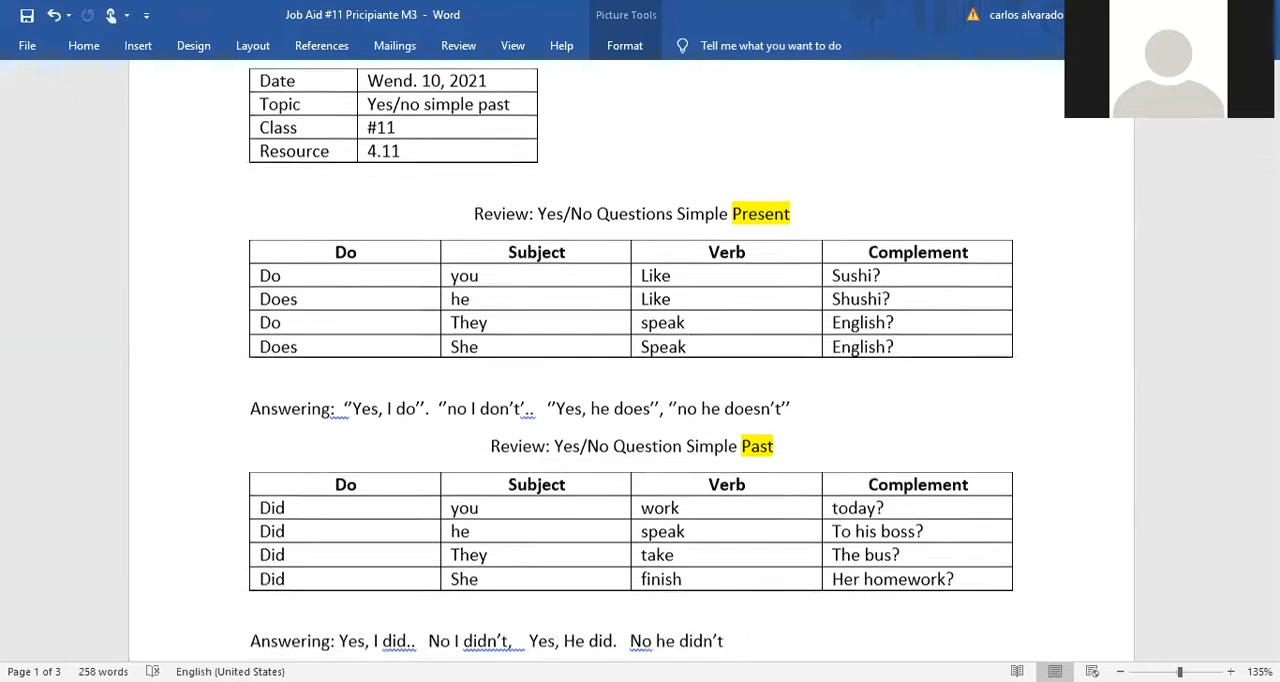 Job Aid #11 Pricipiante M3 - Word
Picture Tools
carlos alvarado
File Home Insert Design Layout References Mailings Review View Help Format Tell me what you want to do
Date Wend. 10, 2021
Topic Yes/no simple past
Class #11
Resource 4.11
Review: Yes/No Questions Simple Present
Do Subject Verb Complement
Do you Like Sushi?
Does he Like Shushi?
Do They speak English?
Does She Speak English?
Answering: ‘’Yes, I do’’. ‘’no I don’t’.. ‘’Yes, he does’’, ‘’no he doesn’t’’
Review: Yes/No Question Simple Past
Do Subject Verb Complement
Did you work today?
Did he speak To his boss?
Did They take The bus?
Did She finish Her homework?
Answering: Yes, I did.. No I didn’t, Yes, He did. No he didn’t
Page 1 of 3 258 words English (United States) 135%